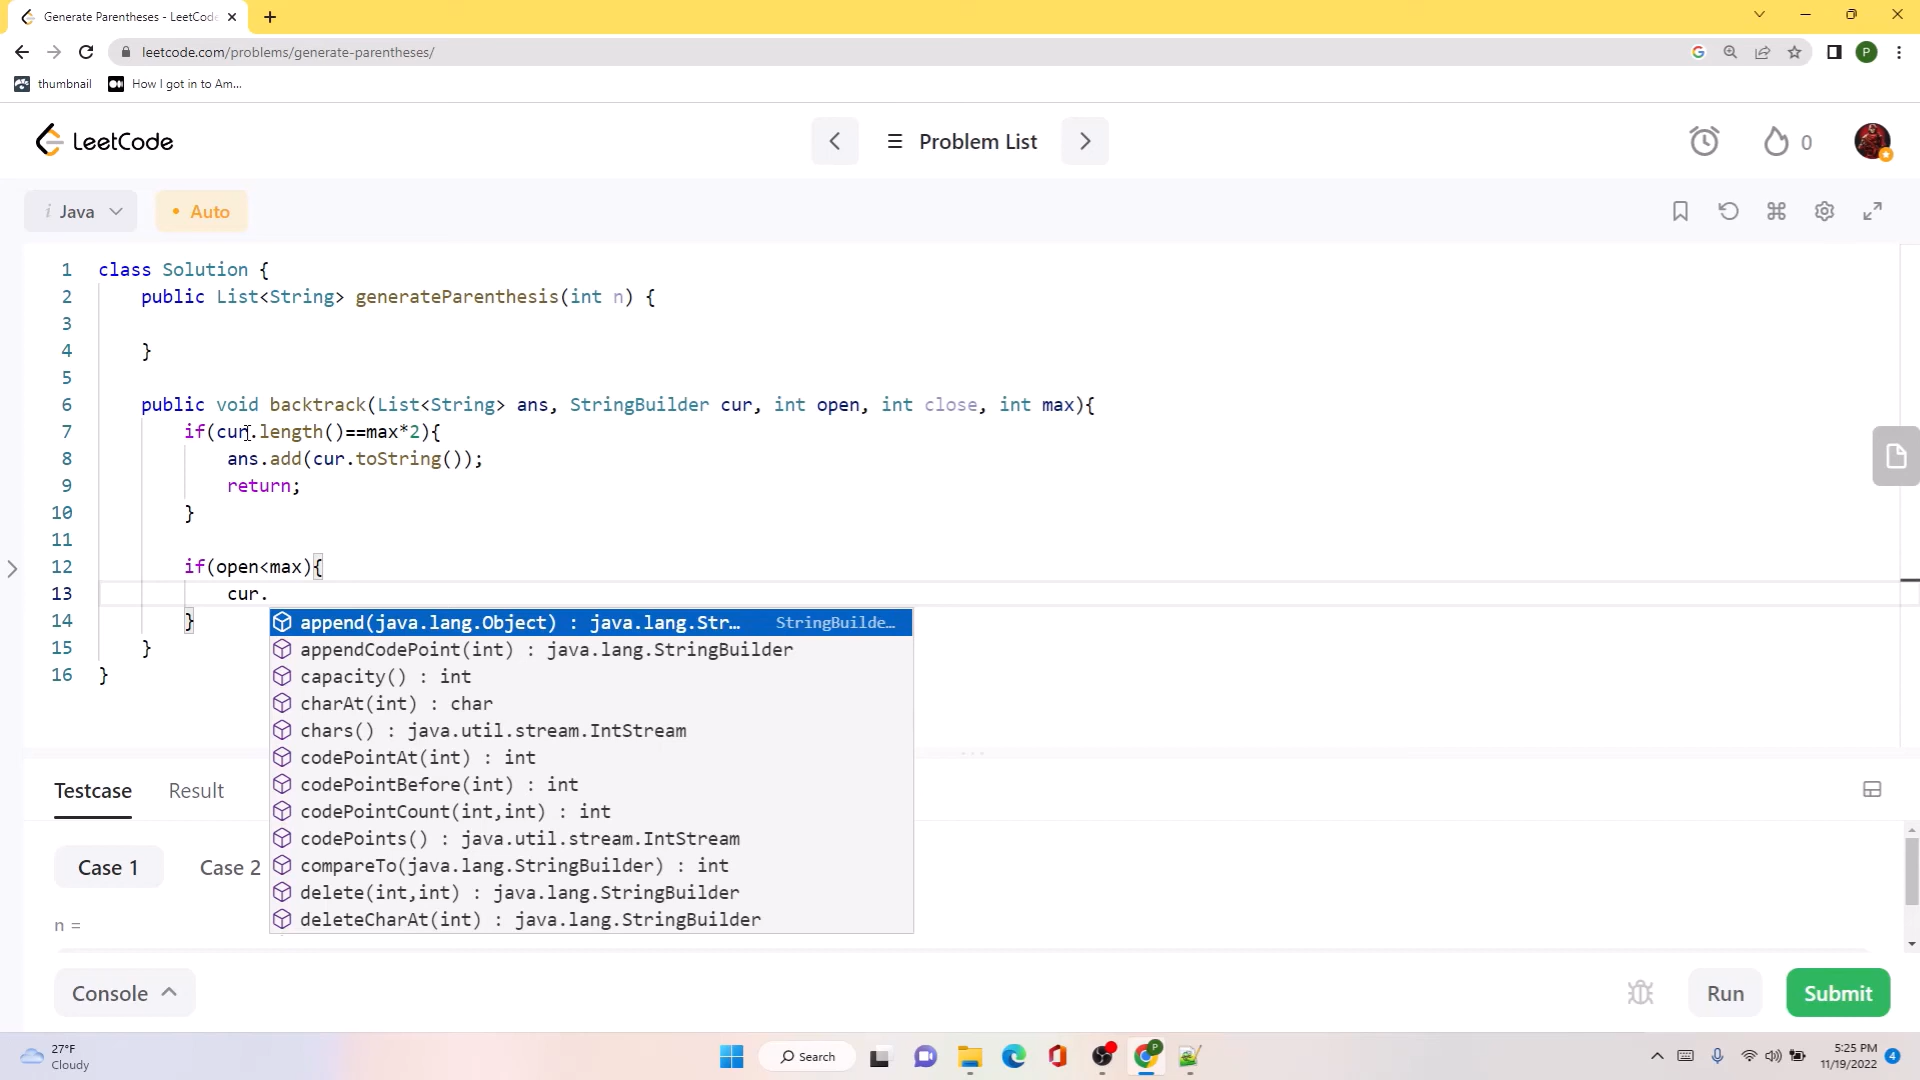 Generate Parentheses - LeetCode
leetcode.com/problems/generate-parentheses/
P
thumbnail
How I got in to Am...
LeetCode
Problem List
0
i Java
• Auto
1 class Solution {
2 public List<String> generateParenthesis(int n) {
3
4 }
5
6 public void backtrack(List<String> ans, StringBuilder cur, int open, int close, int max){
7 if(cur.length()==max*2){
8 ans.add(cur.toString());
9 return;
10 }
11
12 if(open<max){
13 cur.
14 }
15 }
16 }
append(java.lang.Object) : java.lang.Str... StringBuilde...
appendCodePoint(int) : java.lang.StringBuilder
capacity() : int
charAt(int) : char
chars() : java.util.stream.IntStream
codePointAt(int) : int
codePointBefore(int) : int
codePointCount(int,int) : int
codePoints() : java.util.stream.IntStream
compareTo(java.lang.StringBuilder) : int
delete(int,int) : java.lang.StringBuilder
deleteCharAt(int) : java.lang.StringBuilder
Testcase
Result
Case 1
Case 2
n =
Console
Run
Submit
27°F
Cloudy
Search
P
5:25 PM
11/19/2022
4